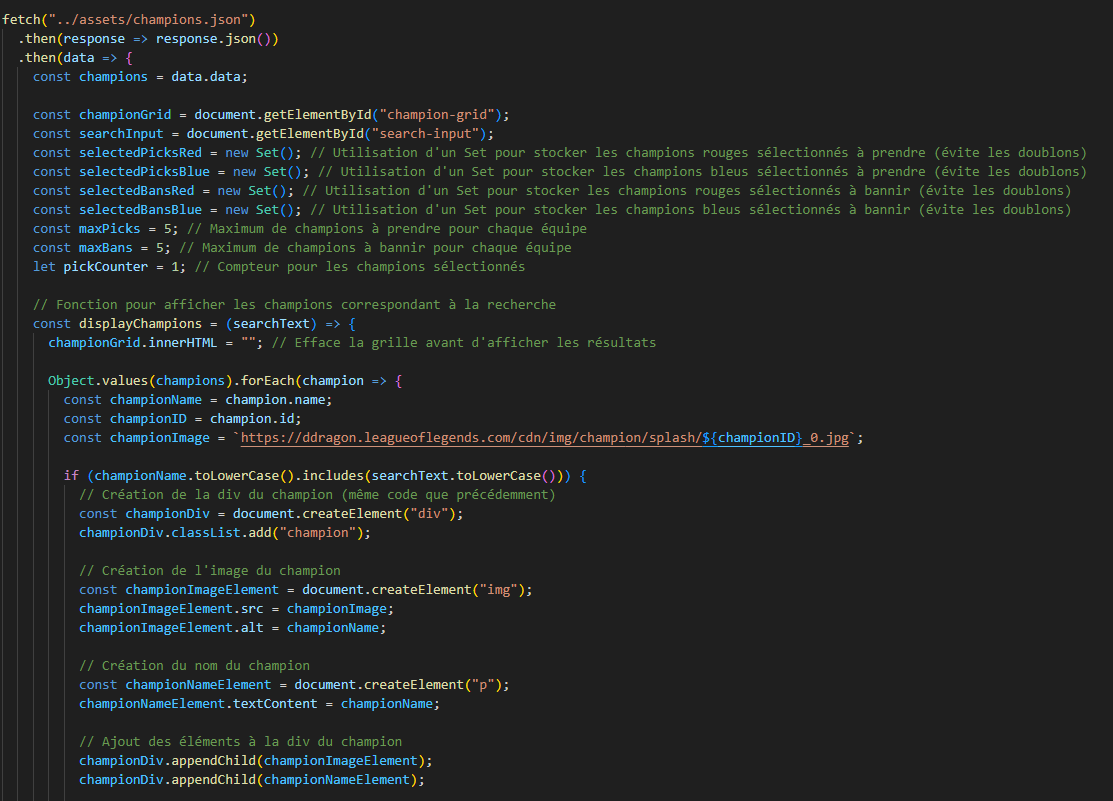 fetch("../assets/champions.json")
.then(response => response.json())
.then(data => {
const champions = data.data;
const championGrid = document.getElementById("champion-grid");
const searchInput = document.getElementById("search-input");
const selectedPicksRed = new Set(); // Utilisation d'un Set pour stocker les champions rouges sélectionnés à prendre (évite les doublons)
const selectedPicksBlue = new Set(); // Utilisation d'un Set pour stocker les champions bleus sélectionnés à prendre (évite les doublons)
const selectedBansRed = new Set(); // Utilisation d'un Set pour stocker les champions rouges sélectionnés à bannir (évite les doublons)
const selectedBansBlue = new Set(); // Utilisation d'un Set pour stocker les champions bleus sélectionnés à bannir (évite les doublons)
const maxPicks = 5; // Maximum de champions à prendre pour chaque équipe
const maxBans = 5; // Maximum de champions à bannir pour chaque équipe
let pickCounter = 1; // Compteur pour les champions sélectionnés
// Fonction pour afficher les champions correspondant à la recherche
const displayChampions = (searchText) => {
championGrid.innerHTML = ""; // Efface la grille avant d'afficher les résultats
Object.values(champions).forEach(champion => {
const championName = champion.name;
const championID = champion.id;
const championImage = `https://ddragon.leagueoflegends.com/cdn/img/champion/splash/${championID}_0.jpg`;
if (championName.toLowerCase().includes(searchText.toLowerCase())) {
// Création de la div du champion (même code que précédemment)
const championDiv = document.createElement("div");
championDiv.classList.add("champion");
// Création de l'image du champion
const championImageElement = document.createElement("img");
championImageElement.src = championImage;
championImageElement.alt = championName;
// Création du nom du champion
const championNameElement = document.createElement("p");
championNameElement.textContent = championName;
// Ajout des éléments à la div du champion
championDiv.appendChild(championImageElement);
championDiv.appendChild(championNameElement);